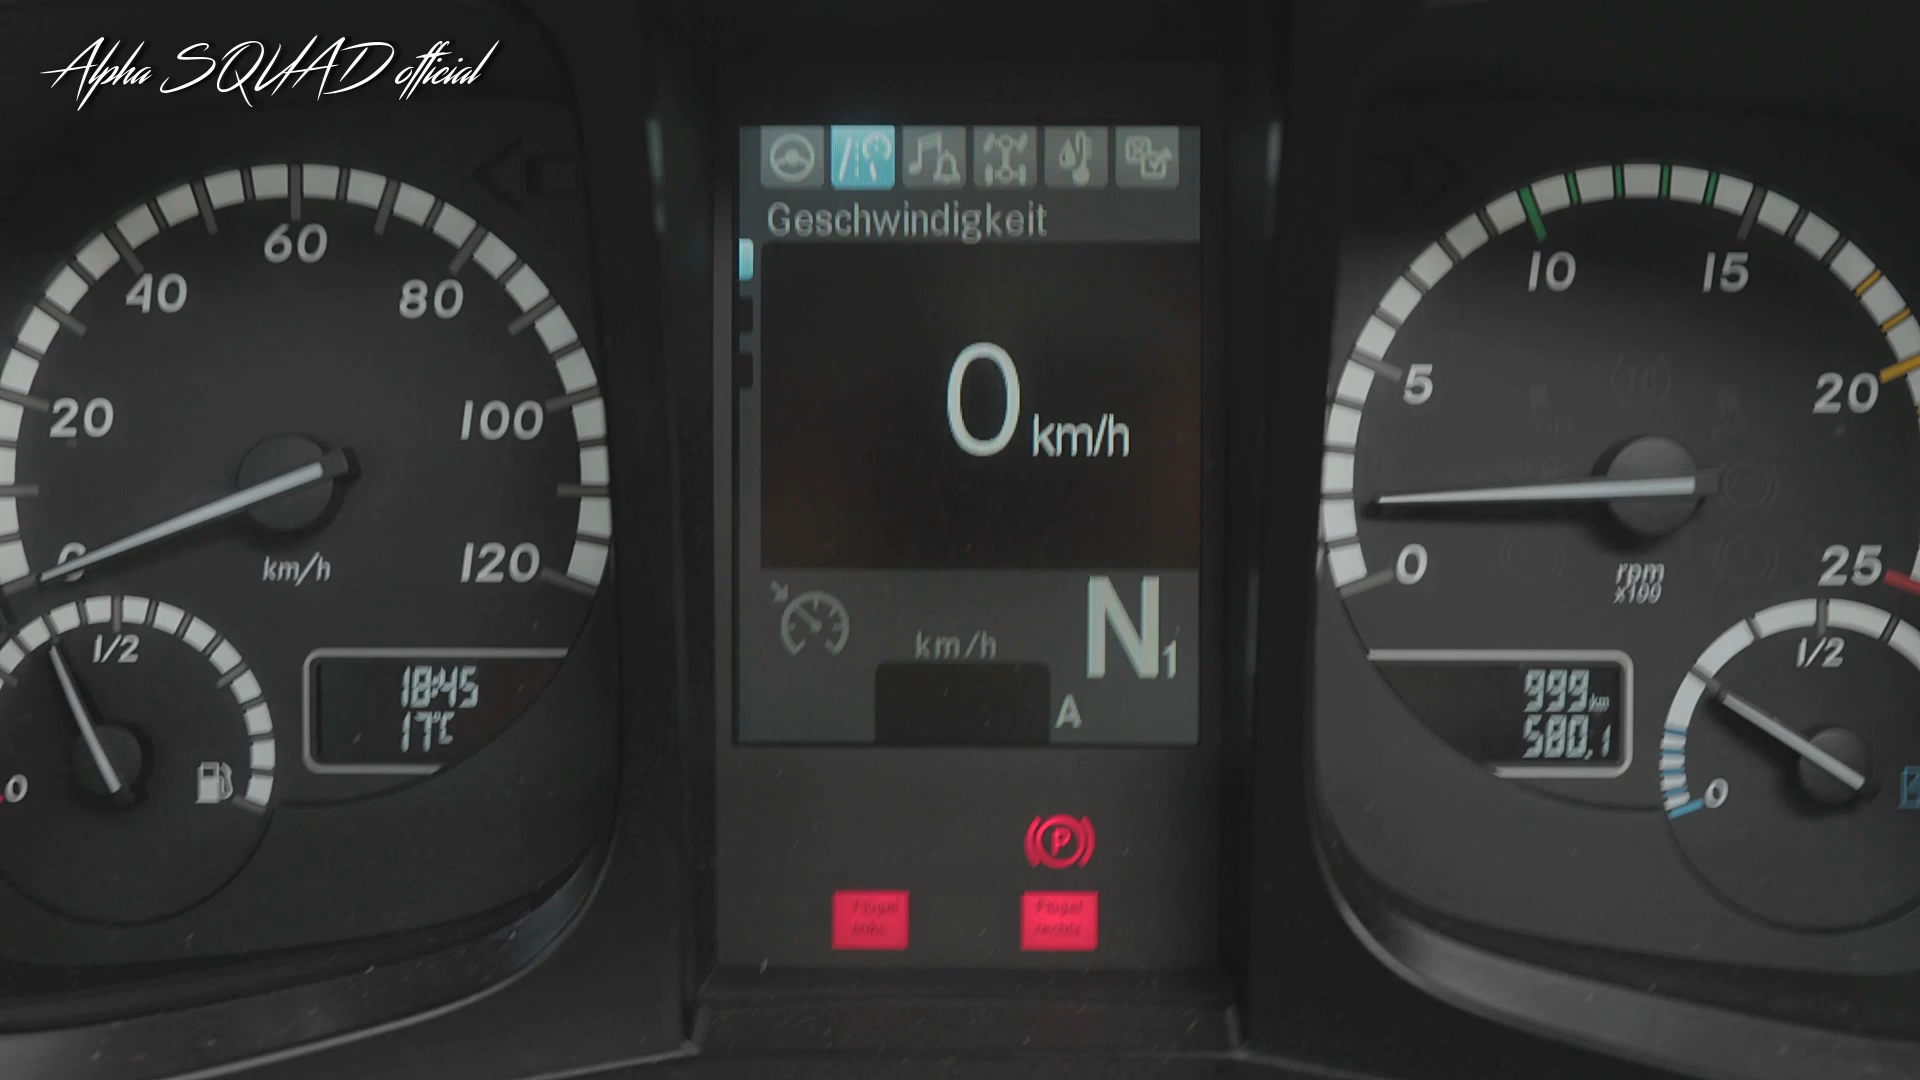 Alpha SQUAD official
Geschwindigkeit
0 km/h
km/h
N1
A
0
20
40
60
80
100
120
km/h
0
1/2
18:45
17°C
0
5
10
15
20
25
rpm
x100
999 km
580,1
0
1/2
P
Flügel
links
Flügel
rechts